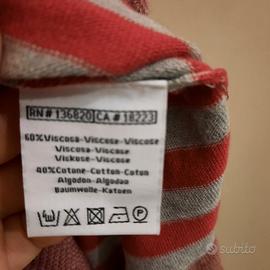 RN# 136820 CA # 18223
60%Viscosa-Viscose-Viscose
Viscosa-Viscose-
Viskose-Viscose
40%Cotone-Cotton-Coton
Algodon-Algodao
Baumwolle-Katoen
subito